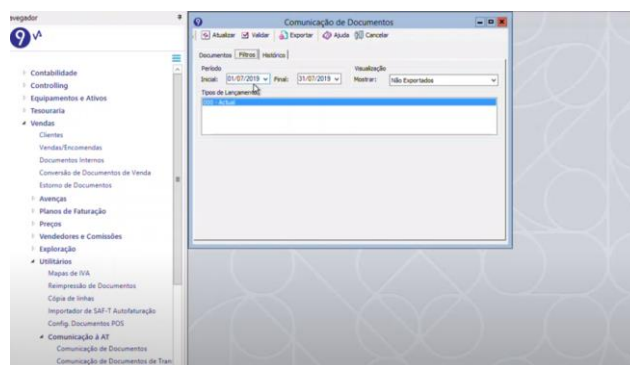 avegador
Comunicação de Documentos
Atualizar Validar Exportar Ajuda Cancelar
Documentos Filtros Históricos
Período
Visualização
Inicial: 01/07/2019 Final: 31/07/2019 Mostrar: Não Exportados
Tipos de Lançamento
000 - Actual
Contabilidade
Controlling
Equipamentos e Ativos
Tesouraria
Vendas
Clientes
Vendas/Encomendas
Documentos Internos
Conversão de Documentos de Venda
Estorno de Documentos
Avenças
Planos de Faturação
Preços
Vendedores e Comissões
Exploração
Utilitários
Mapas de IVA
Reimpressão de Documentos
Cópia de linhas
Importador de SAF-T Autofaturação
Config. Documentos POS
Comunicação à AT
Comunicação de Documentos
Comunicação de Documentos de Tran